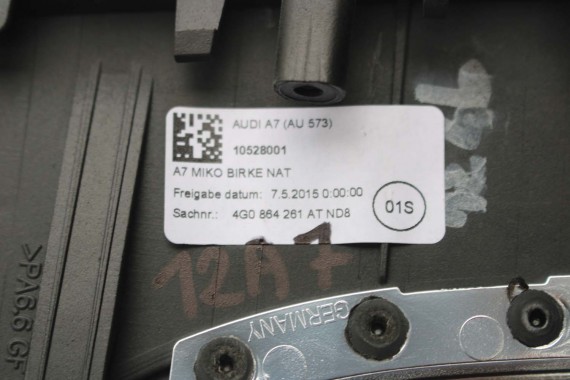 AUDI A7 (AU 573)
10528001
A7 MIKO BIRKE NAT
Freigabe datum: 7.5.2015 0:00:00
Sachnr.: 4G0 864 261 AT ND8
01S
12A7
>PA6,6 GF
GERMANY